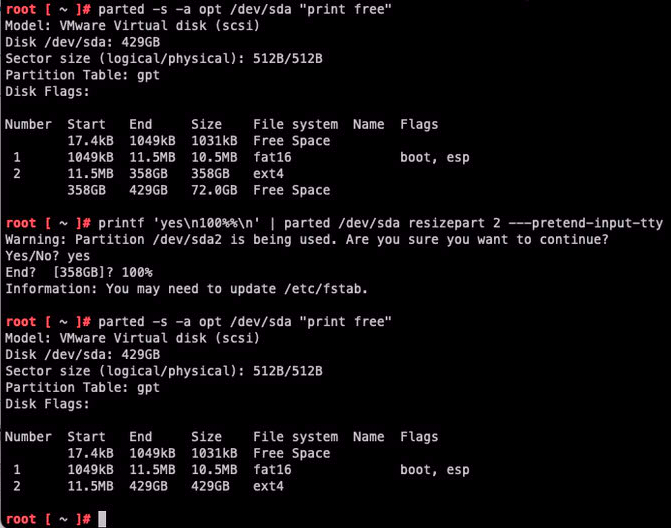 root [ ~ ]# parted -s -a opt /dev/sda "print free"
Model: VMware Virtual disk (scsi)
Disk /dev/sda: 429GB
Sector size (logical/physical): 512B/512B
Partition Table: gpt
Disk Flags:
Number  Start   End     Size    File system  Name  Flags
        17.4kB  1049kB  1031kB  Free Space
 1      1049kB  11.5MB  10.5MB  fat16              boot, esp
 2      11.5MB  358GB   358GB   ext4
        358GB   429GB   72.0GB  Free Space
root [ ~ ]# printf 'yes\n100%%\n' | parted /dev/sda resizepart 2 ---pretend-input-tty
Warning: Partition /dev/sda2 is being used. Are you sure you want to continue?
Yes/No? yes
End?  [358GB]? 100%
Information: You may need to update /etc/fstab.
root [ ~ ]# parted -s -a opt /dev/sda "print free"
Model: VMware Virtual disk (scsi)
Disk /dev/sda: 429GB
Sector size (logical/physical): 512B/512B
Partition Table: gpt
Disk Flags:
Number  Start   End     Size    File system  Name  Flags
        17.4kB  1049kB  1031kB  Free Space
 1      1049kB  11.5MB  10.5MB  fat16              boot, esp
 2      11.5MB  429GB   429GB   ext4
root [ ~ ]#